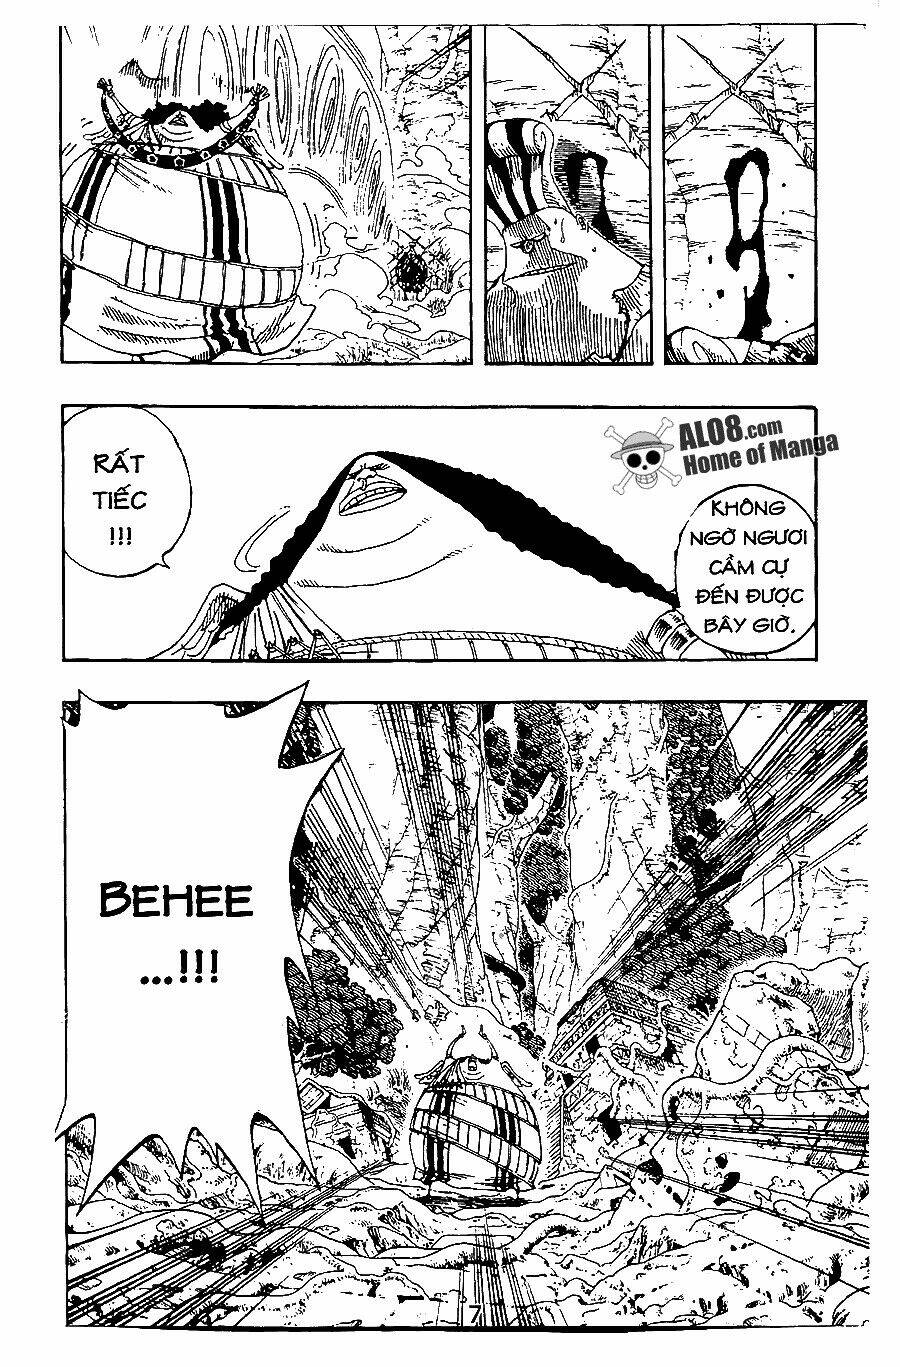 ALO8.com
Home of Manga
KHÔNG
NGỜ NGƯƠI
CẦM CỰ
ĐẾN ĐƯỢC
BÂY GIỜ.
RẤT
TIẾC
!!!
BEHEE
...!!!
7